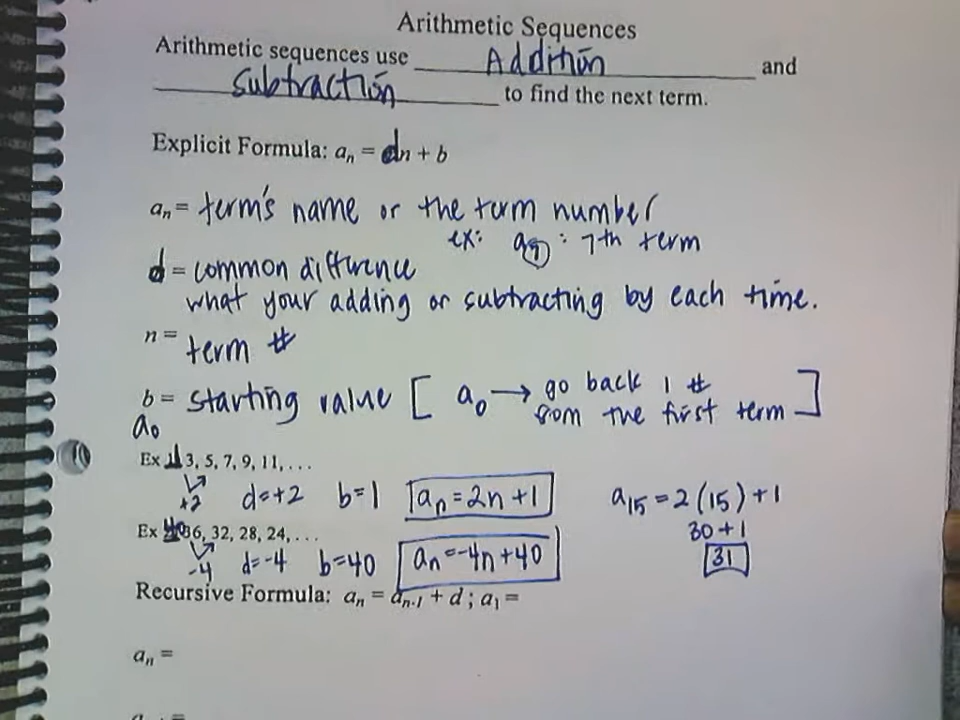 Arithmetic Sequences
Arithmetic sequences use Addition and
subtraction to find the next term.
Explicit Formula: aₙ = dn + b
aₙ = term's name or the term number
ex: a₇ : 7th term
d = common difference
what your adding or subtracting by each time.
n = term #
b = starting value [ a₀ → go back 1 #
from the first term ]
a₀
Ex 3, 5, 7, 9, 11, . . .
+2 d=+2 b=1 aₙ=2n+1 a₁₅=2(15)+1
30+1
31
Ex 36, 32, 28, 24, . . .
-4 d=-4 b=40 aₙ=-4n+40
Recursive Formula: aₙ = aₙ₋₁ + d ; a₁ =
aₙ =